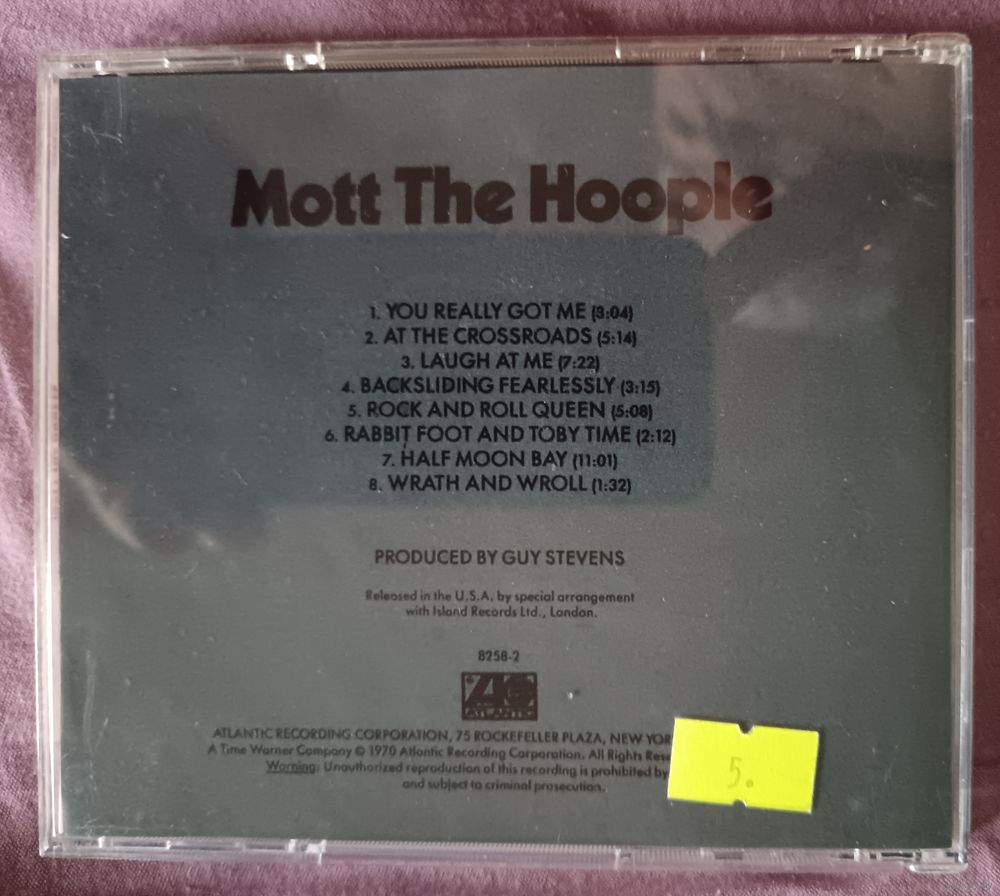 Mott The Hoople
1. YOU REALLY GOT ME (3:04)
2. AT THE CROSSROADS (5:14)
3. LAUGH AT ME (7:22)
4. BACKSLIDING FEARLESSLY (3:15)
5. ROCK AND ROLL QUEEN (5:08)
6. RABBIT FOOT AND TOBY TIME (2:12)
7. HALF MOON BAY (11:01)
8. WRATH AND WROLL (1:32)
PRODUCED BY GUY STEVENS
Released in the U.S.A. by special arrangement
with Island Records Ltd., London.
8258-2
ATLANTIC
ATLANTIC RECORDING CORPORATION, 75 ROCKEFELLER PLAZA, NEW
A Time Warner Company © 1970 Atlantic Recording Corporation. All Rights
Warning: Unauthorized reproduction of this recording is prohibited by
and subject to criminal prosecution.
5.